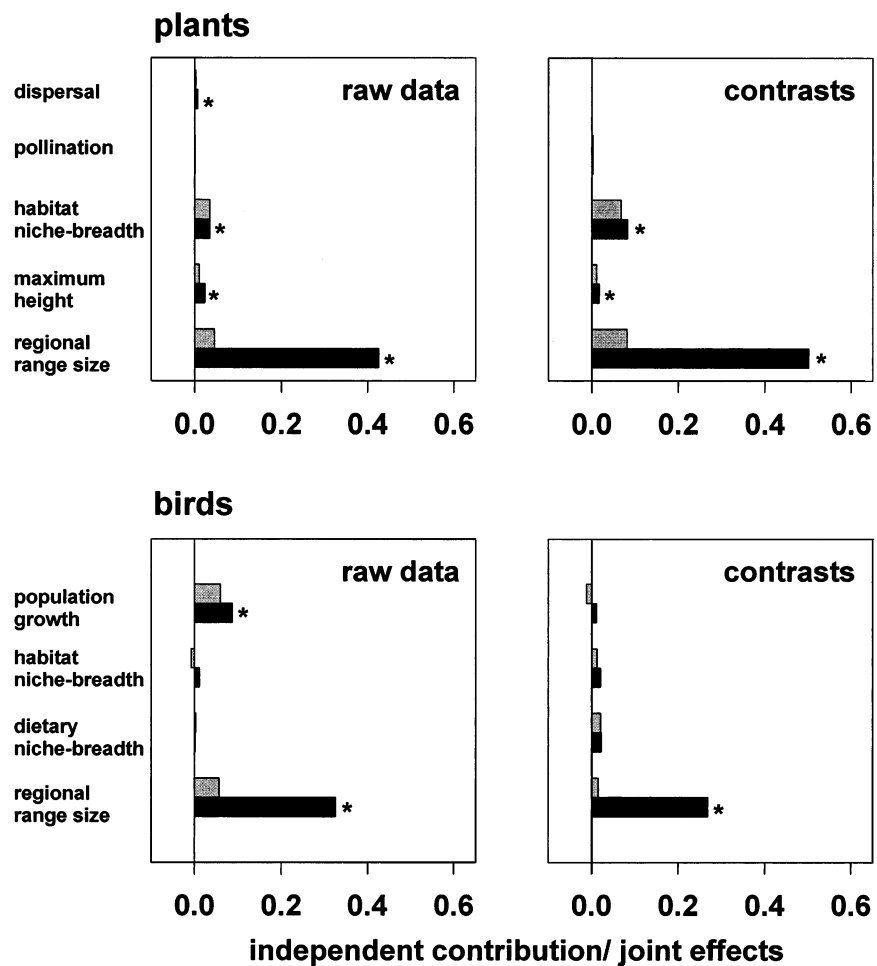 plants
raw data
contrasts
dispersal
*
pollination
habitat
niche-breadth
*
*
maximum
height
*
*
regional
range size
*
*
0.0 0.2 0.4 0.6
0.0 0.2 0.4 0.6
birds
raw data
contrasts
population
growth
*
habitat
niche-breadth
dietary
niche-breadth
regional
range size
*
*
0.0 0.2 0.4 0.6
0.0 0.2 0.4 0.6
independent contribution/ joint effects